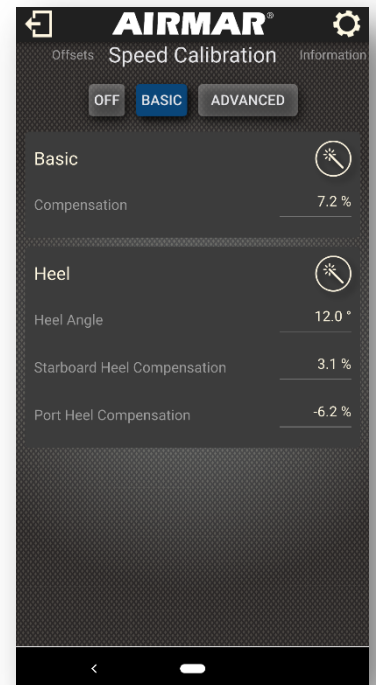 AIRMAR®
Offsets Speed Calibration Information
OFF BASIC ADVANCED
Basic
Compensation 7.2 %
Heel
Heel Angle 12.0 °
Starboard Heel Compensation 3.1 %
Port Heel Compensation -6.2 %